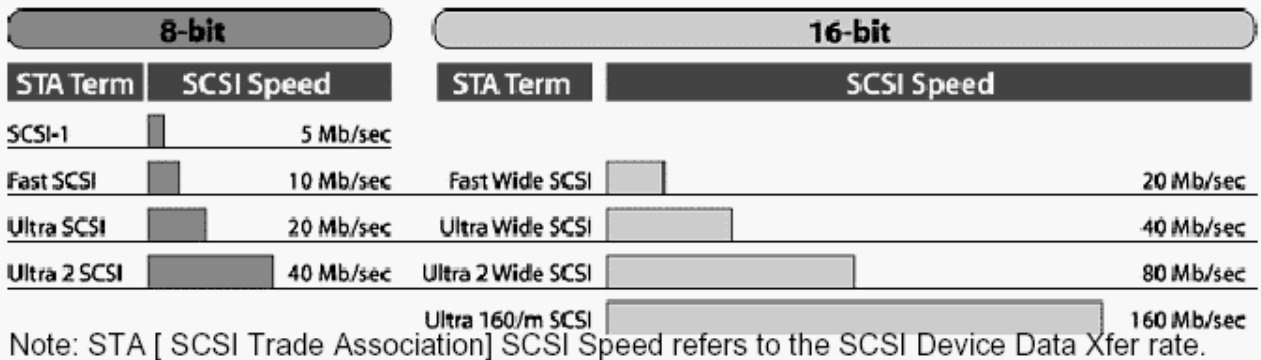 8-bit 16-bit
STA Term SCSI Speed STA Term SCSI Speed
SCSI-1 5 Mb/sec
Fast SCSI 10 Mb/sec Fast Wide SCSI 20 Mb/sec
Ultra SCSI 20 Mb/sec Ultra Wide SCSI 40 Mb/sec
Ultra 2 SCSI 40 Mb/sec Ultra 2 Wide SCSI 80 Mb/sec
Ultra 160/m SCSI 160 Mb/sec
Note: STA [ SCSI Trade Association] SCSI Speed refers to the SCSI Device Data Xfer rate.